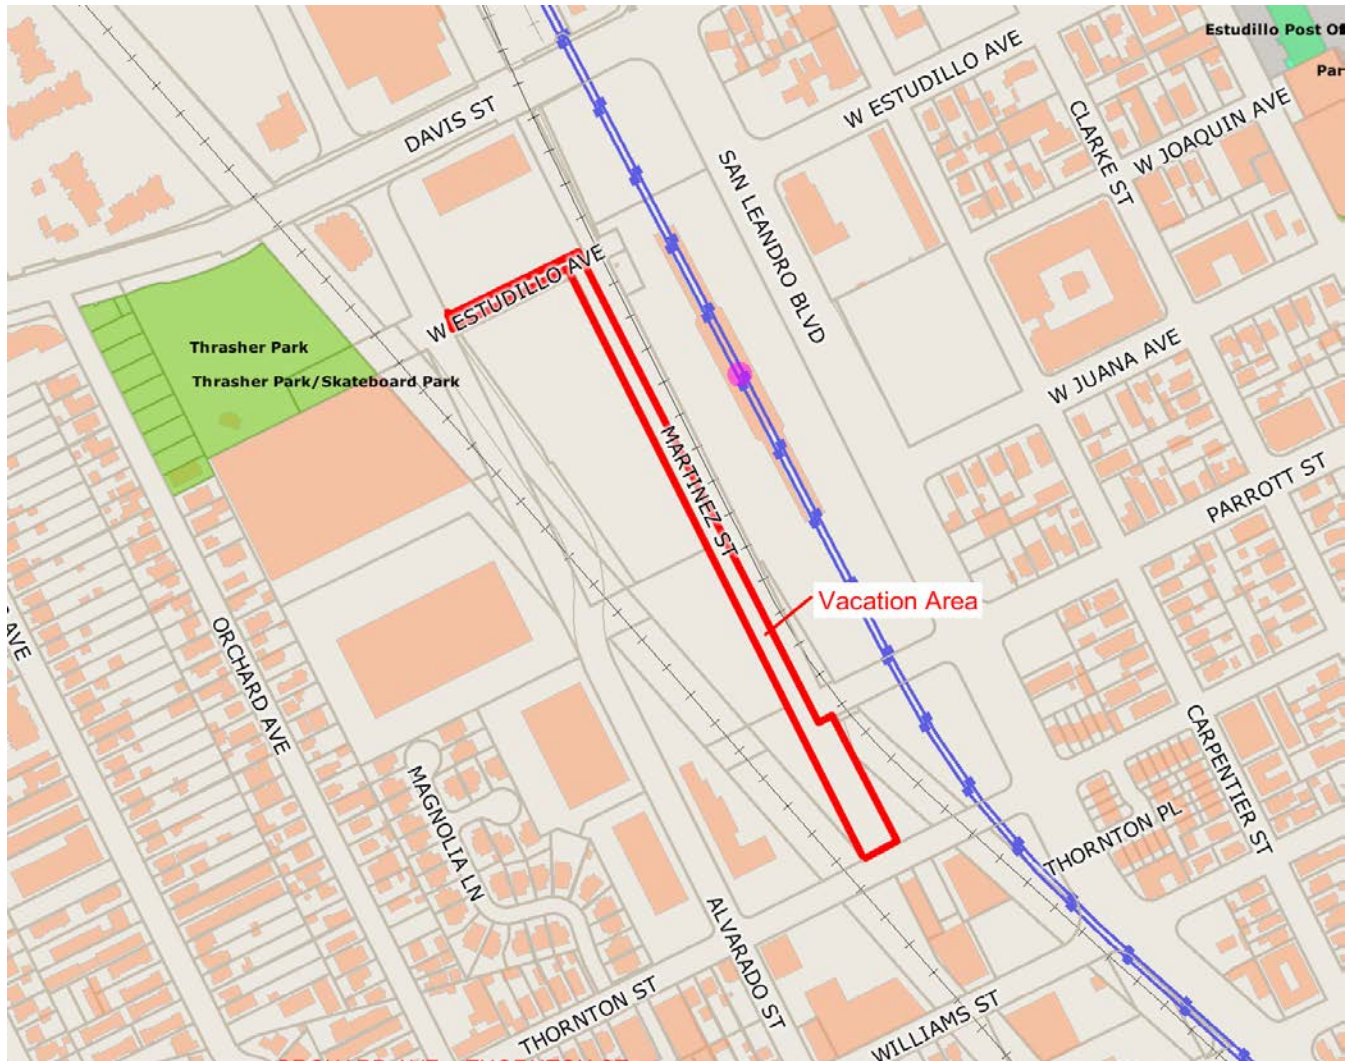 Estudillo Post Of
Par
W ESTUDILLO AVE
DAVIS ST
CLARKE ST
W JOAQUIN AVE
SAN LEANDRO BLVD
W ESTUDILLO AVE
Thrasher Park
Thrasher Park/Skateboard Park
W JUANA AVE
MARTINEZ ST
PARROTT ST
Vacation Area
AVE
ORCHARD AVE
CARPENTIER ST
MAGNOLIA LN
THORNTON PL
ALVARADO ST
THORNTON ST
WILLIAMS ST